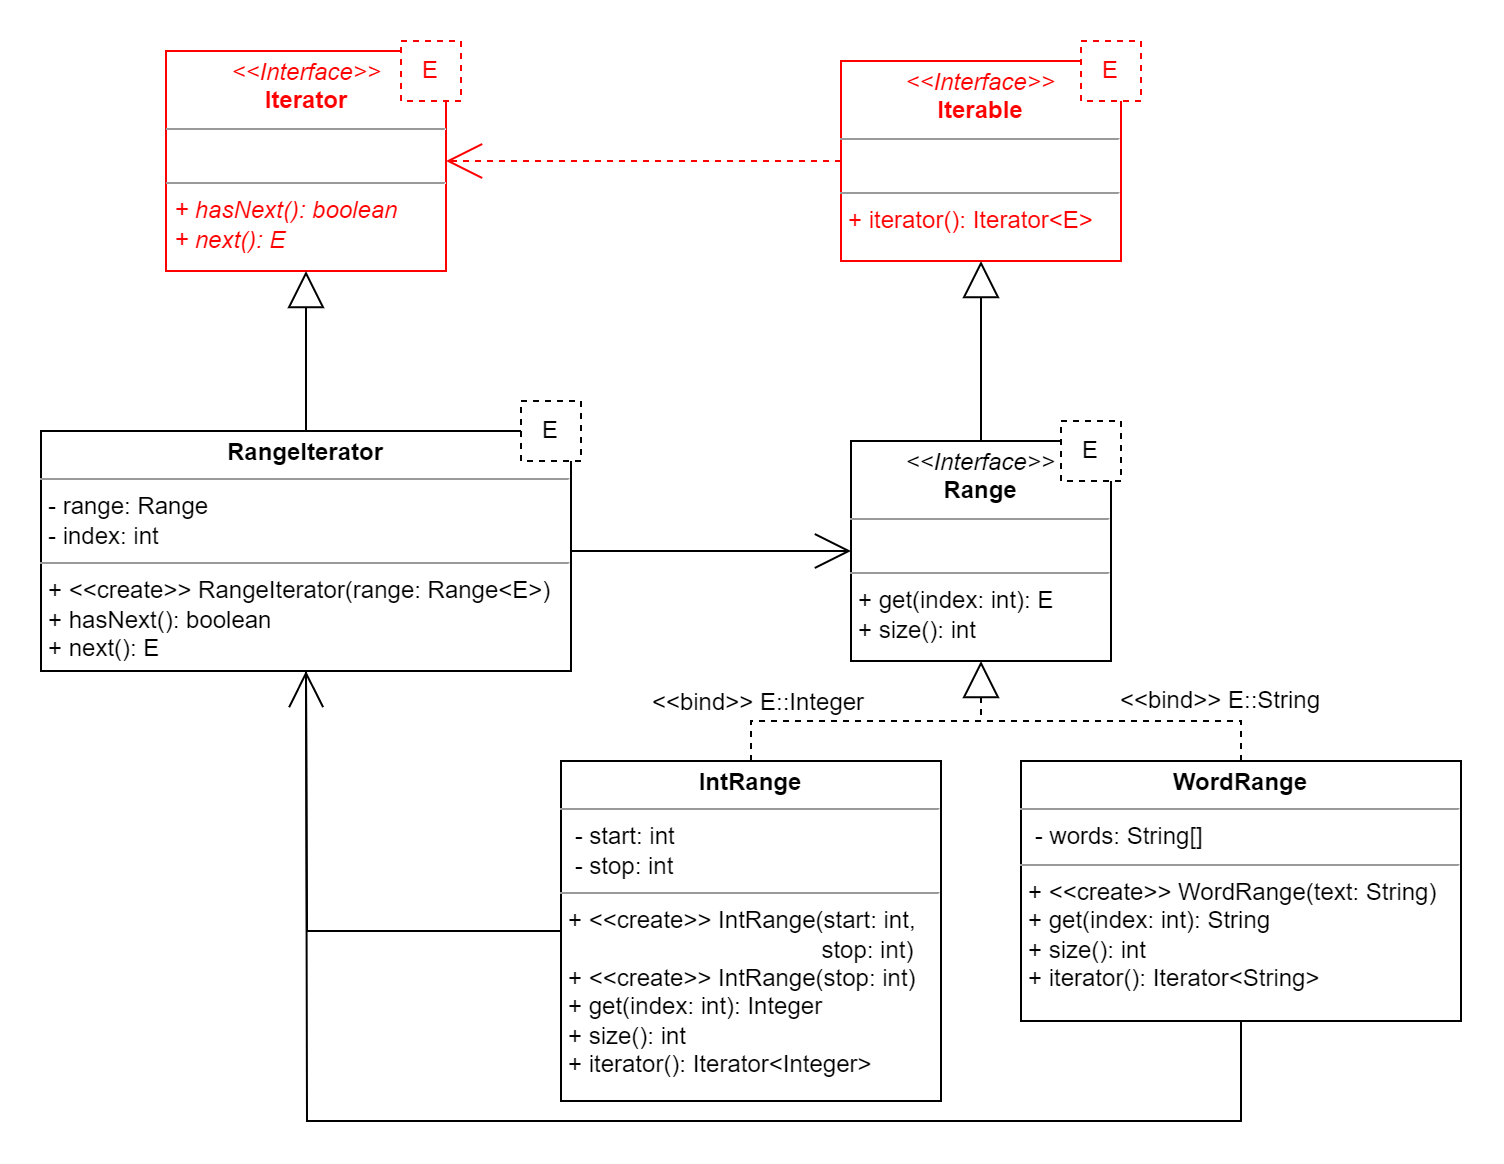 <<Interface>>
Iterator
E
+ hasNext(): boolean
+ next(): E
<<Interface>>
Iterable
E
+ iterator(): Iterator<E>
RangeIterator
E
- range: Range
- index: int
+ <<create>> RangeIterator(range: Range<E>)
+ hasNext(): boolean
+ next(): E
<<Interface>>
Range
E
+ get(index: int): E
+ size(): int
<<bind>> E::Integer
<<bind>> E::String
IntRange
- start: int
- stop: int
+ <<create>> IntRange(start: int,
stop: int)
+ <<create>> IntRange(stop: int)
+ get(index: int): Integer
+ size(): int
+ iterator(): Iterator<Integer>
WordRange
- words: String[]
+ <<create>> WordRange(text: String)
+ get(index: int): String
+ size(): int
+ iterator(): Iterator<String>